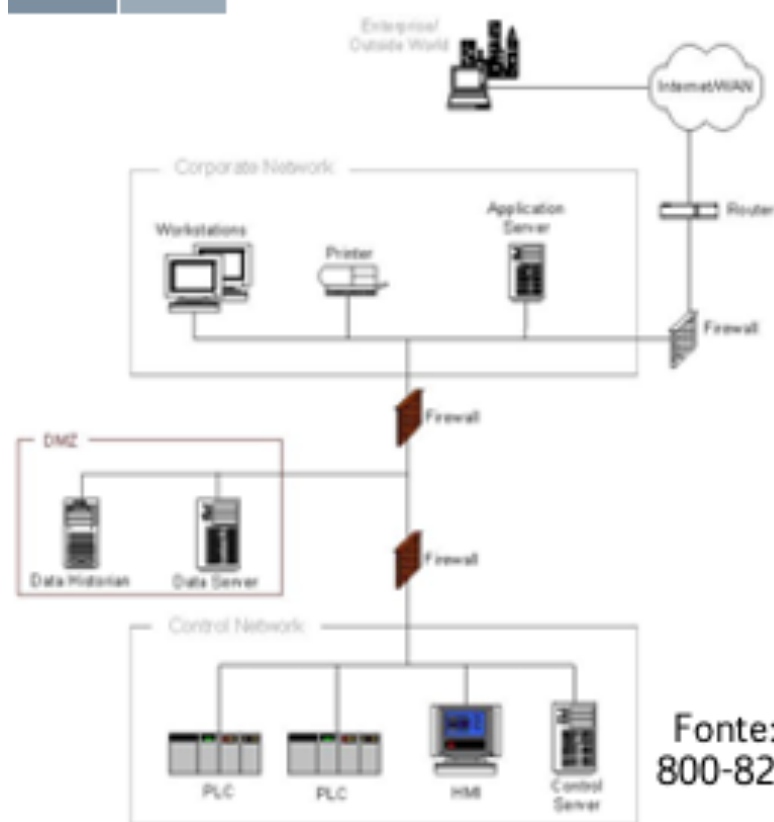 Enterprise/
Outside World
Internet/WAN
Corporate Network
Application
Server
Workstations
Printer
Router
Firewall
Firewall
DMZ
Firewall
Data Historian
Data Server
Control Network
Fonte:
800-82
PLC
PLC
HMI
Control
Server